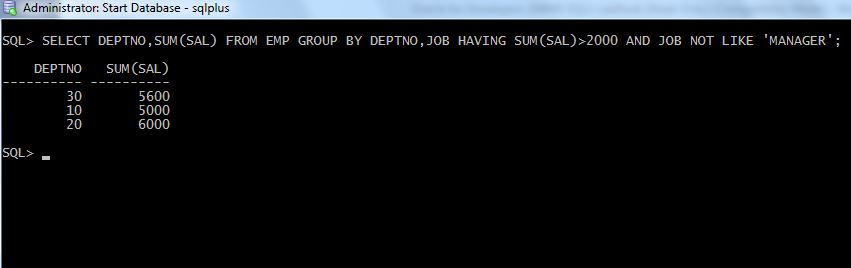 Administrator: Start Database - sqlplus
SQL> SELECT DEPTNO,SUM(SAL) FROM EMP GROUP BY DEPTNO,JOB HAVING SUM(SAL)>2000 AND JOB NOT LIKE 'MANAGER';
DEPTNO SUM(SAL)
---------- ----------
30 5600
10 5000
20 6000
SQL>